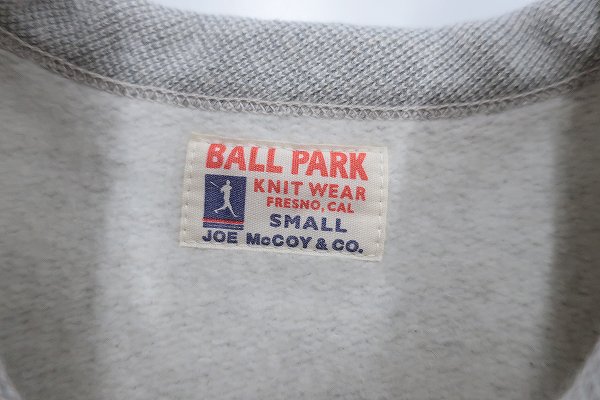 BALL PARK
KNIT WEAR
FRESNO, CAL
SMALL
JOE McCOY & CO.